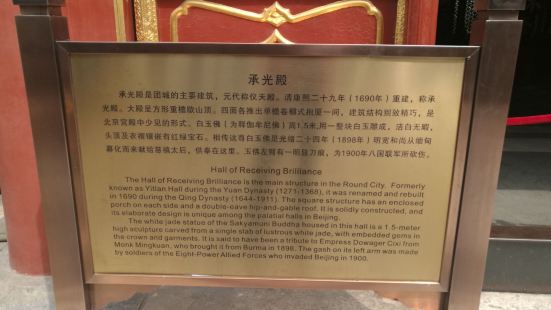 承光殿
承光殿是团城的主要建筑，元代称仪天殿。清康熙二十九年（1690年）重建，称承
光殿。大殿呈方形重檐歇山顶。四面各推出单檐卷棚式抱厦一间，建筑结构别致精巧，是
北京宫殿中少见的形式。白玉佛（为释伽牟尼佛）高1.5米，用一整块白玉雕成，洁白无瑕，
头顶及衣褶镶嵌有红绿宝石。相传这尊白玉佛是光绪二十四年（1898年）明宽和尚从缅甸
募化而来献给慈禧太后，供奉在这里。玉佛左臂有一明显刀痕，为1900年八国联军所砍伤。
Hall of Receiving Brilliance
The Hall of Receiving Brilliance is the main structure in the Round City. Formerly
known as Yitian Hall during the Yuan Dynasty (1271-1368), it was renamed and rebuilt
in 1690 during the Qing Dynasty (1644-1911). The square structure has an enclosed
porch on each side and a double-eave hip-and-gable roof. It is solidly constructed, and
its elaborate design is unique among the palatial halls in Beijing.
The white jade statue of the Sakyamuni Buddha housed in this hall is a 1.5-meter
high sculpture carved from a single slab of lustrous white jade, with embedded gems in
the crown and garments. It is said to have been a tribute to Empress Dowager Cixi from
Monk Mingkuan, who brought it from Burma in 1898. The gash on its left arm was made
by soldiers of the Eight-Power Allied Forces who invaded Beijing in 1900.